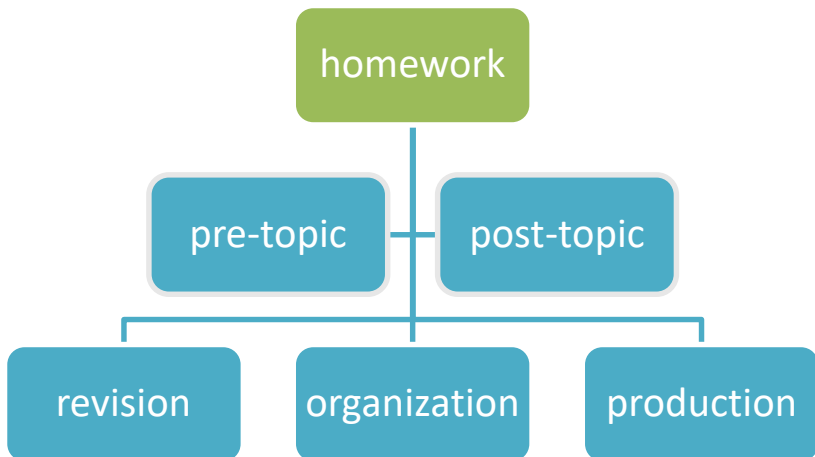 homework
pre-topic
post-topic
revision
organization
production